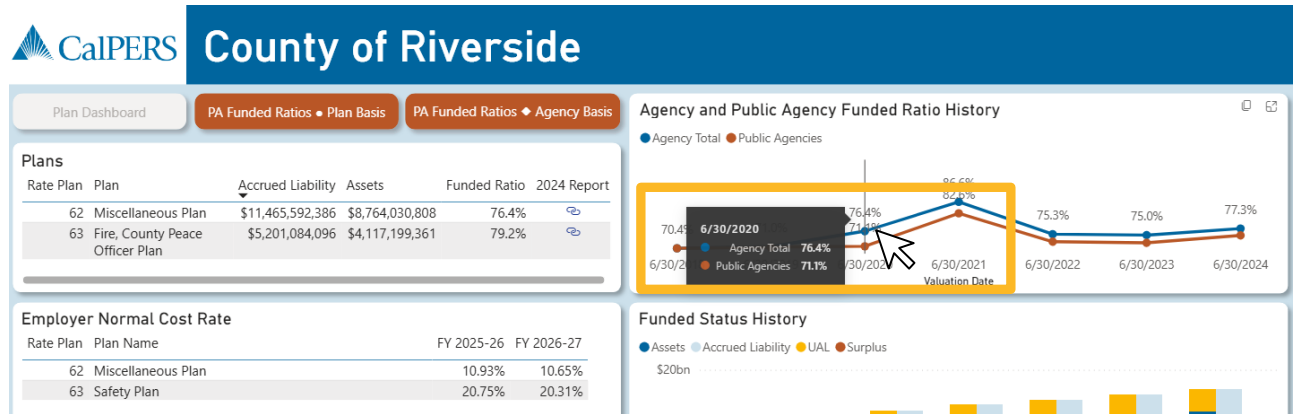 CalPERS County of Riverside
Plan Dashboard
PA Funded Ratios ● Plan Basis
PA Funded Ratios ◆ Agency Basis
Plans
Rate Plan Plan Accrued Liability Assets Funded Ratio 2024 Report
62 Miscellaneous Plan $11,465,592,386 $8,764,030,808 76.4%
63 Fire, County Peace Officer Plan $5,201,084,096 $4,117,199,361 79.2%
Employer Normal Cost Rate
Rate Plan Plan Name FY 2025-26 FY 2026-27
62 Miscellaneous Plan 10.93% 10.65%
63 Safety Plan 20.75% 20.31%
Agency and Public Agency Funded Ratio History
Agency Total Public Agencies
86.6%
82.6%
76.4%
71.1%
70.4%
75.3%
75.0%
77.3%
6/30/2020
Agency Total 76.4%
Public Agencies 71.1%
6/30/2020 6/30/2021 6/30/2022 6/30/2023 6/30/2024
Valuation Date
Funded Status History
Assets Accrued Liability UAL Surplus
$20bn